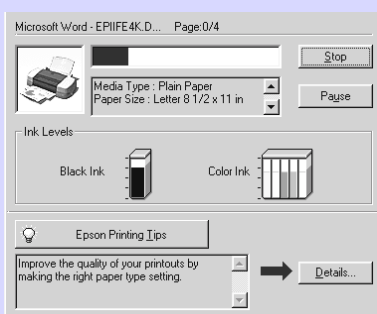 Microsoft Word - EPIIFE4K.D... Page:0/4
Stop
Media Type : Plain Paper
Paper Size : Letter 8 1/2 x 11 in
Pause
Ink Levels
Black Ink
Color Ink
Epson Printing Tips
Improve the quality of your printouts by
making the right paper type setting.
Details...